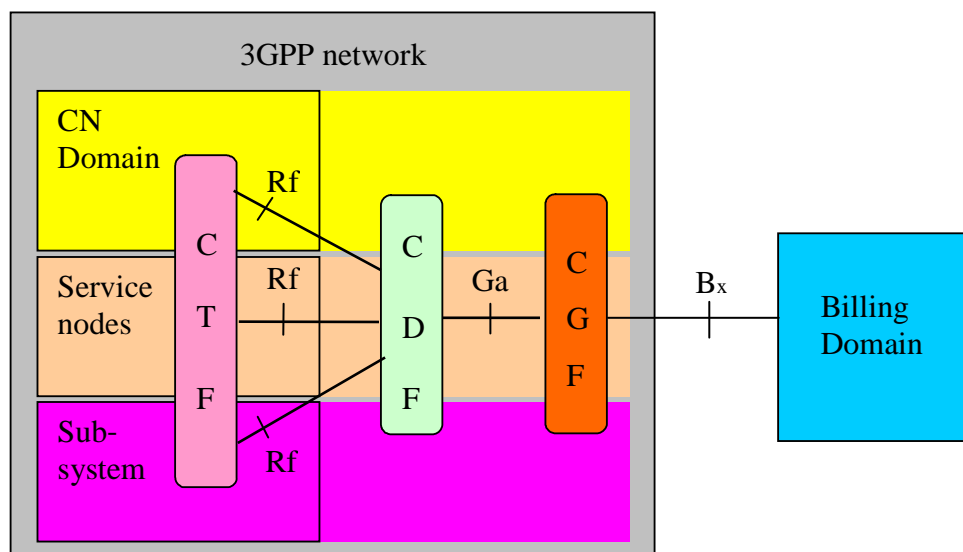 3GPP network
CN
Domain
Rf
C
T
F
Service
nodes
Rf
Sub-
system
Rf
C
D
F
Ga
C
G
F
Bx
Billing
Domain